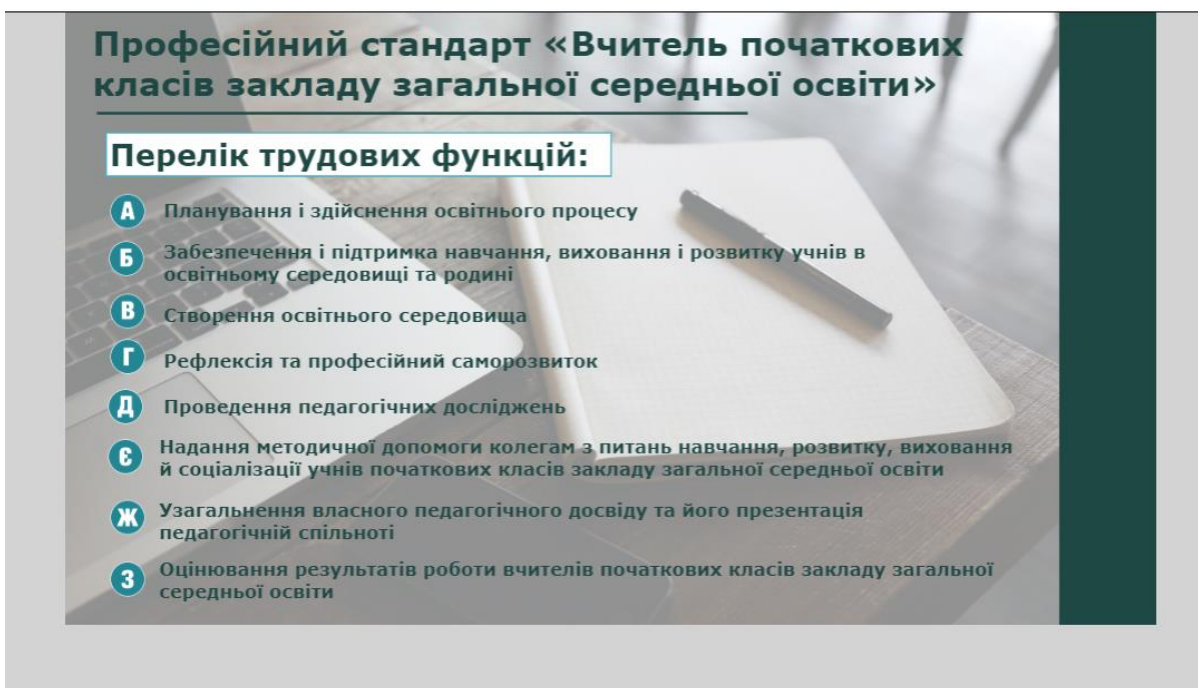 Професійний стандарт «Вчитель початкових
класів закладу загальної середньої освіти»
Перелік трудових функцій:
А Планування і здійснення освітнього процесу
Б Забезпечення і підтримка навчання, виховання і розвитку учнів в
освітньому середовищі та родині
В Створення освітнього середовища
Г Рефлексія та професійний саморозвиток
Д Проведення педагогічних досліджень
Є Надання методичної допомоги колегам з питань навчання, розвитку, виховання
й соціалізації учнів початкових класів закладу загальної середньої освіти
Ж Узагальнення власного педагогічного досвіду та його презентація
педагогічній спільноті
З Оцінювання результатів роботи вчителів початкових класів закладу загальної
середньої освіти